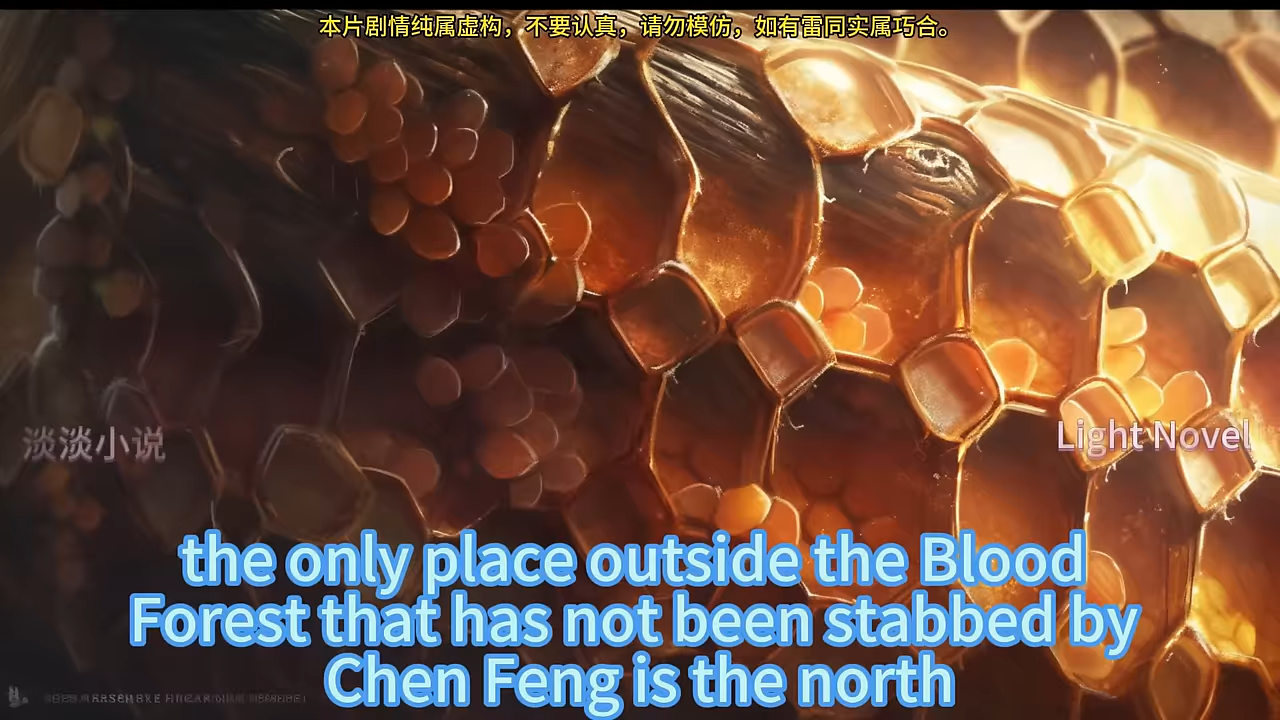 本片剧情纯属虚构，不要认真，请勿模仿，如有雷同实属巧合。
淡淡小说
Light Novel
the only place outside the Blood
Forest that has not been stabbed by
Chen Feng is the north